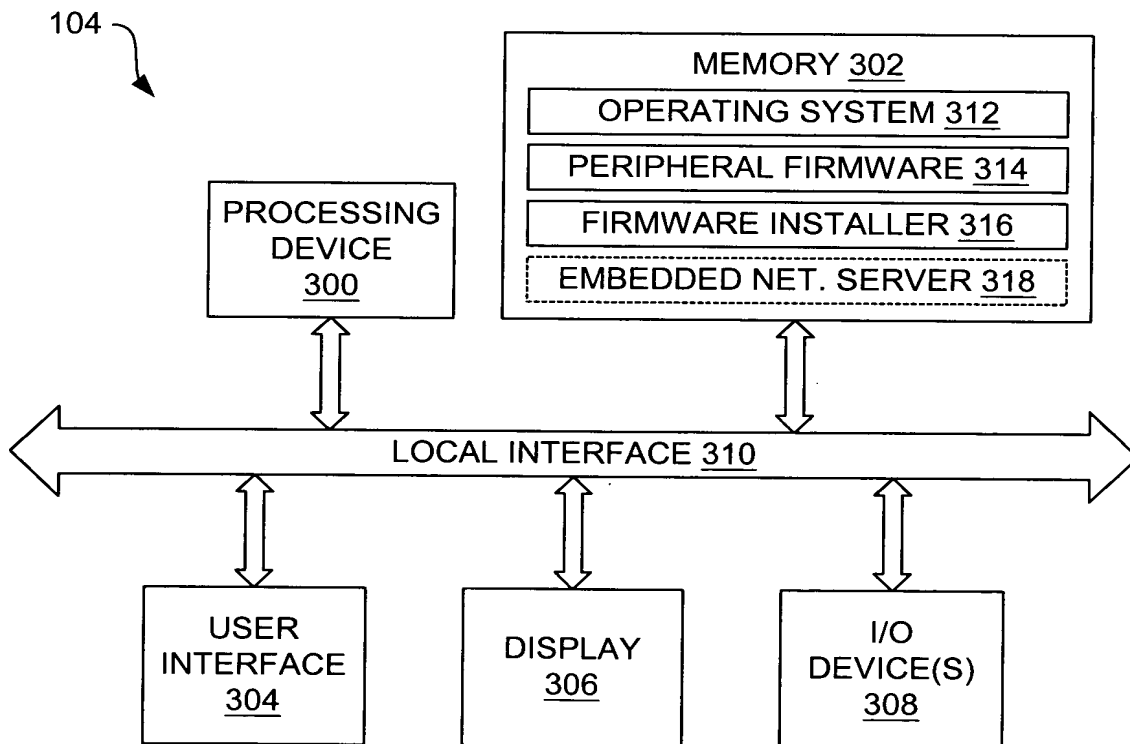 104
MEMORY 302
OPERATING SYSTEM 312
PERIPHERAL FIRMWARE 314
FIRMWARE INSTALLER 316
EMBEDDED NET. SERVER 318
PROCESSING
DEVICE
300
LOCAL INTERFACE 310
USER
INTERFACE
304
DISPLAY
306
I/O
DEVICE(S)
308